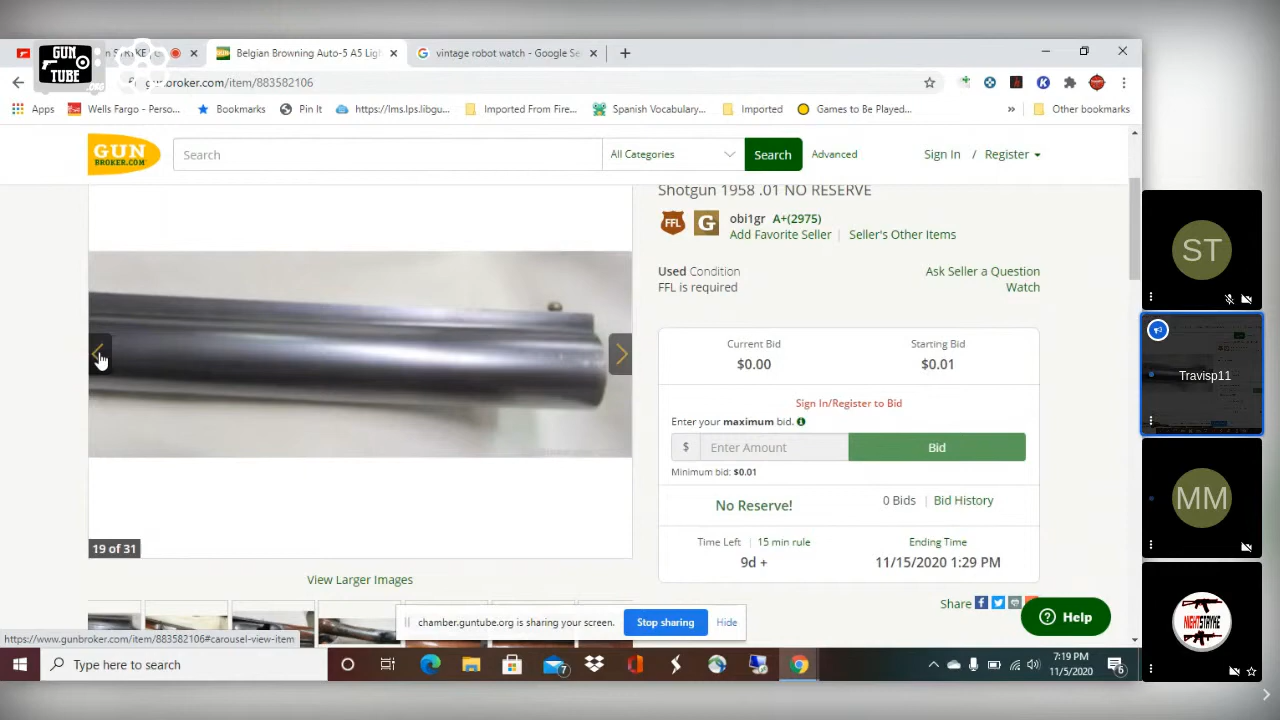 GUN
TUBE
.ORG
Belgian Browning Auto-5 A5 Ligh
vintage robot watch - Google Se
gunbroker.com/item/883582106
Apps
Wells Fargo - Perso...
Bookmarks
Pin It
https://lms.lps.libgu...
Imported From Fire...
Spanish Vocabulary...
Imported
Games to Be Played...
»
Other bookmarks
GUN
BROKER.COM
Search
All Categories
Search
Advanced
Sign In / Register
Shotgun 1958 .01 NO RESERVE
FFL
G
obi1gr A+(2975)
Add Favorite Seller | Seller's Other Items
Used Condition
FFL is required
Ask Seller a Question
Watch
Current Bid
$0.00
Starting Bid
$0.01
Sign In/Register to Bid
Enter your maximum bid.
$ Enter Amount
Bid
Minimum bid: $0.01
No Reserve!
0 Bids | Bid History
Time Left | 15 min rule
9d +
Ending Time
11/15/2020 1:29 PM
19 of 31
View Larger Images
Share
Help
chamber.guntube.org is sharing your screen.
Stop sharing
Hide
https://www.gunbroker.com/item/883582106#carousel-view-item
Type here to search
7
7:19 PM
11/5/2020
6
ST
Travisp11
MM
NIGHTSTRYKE